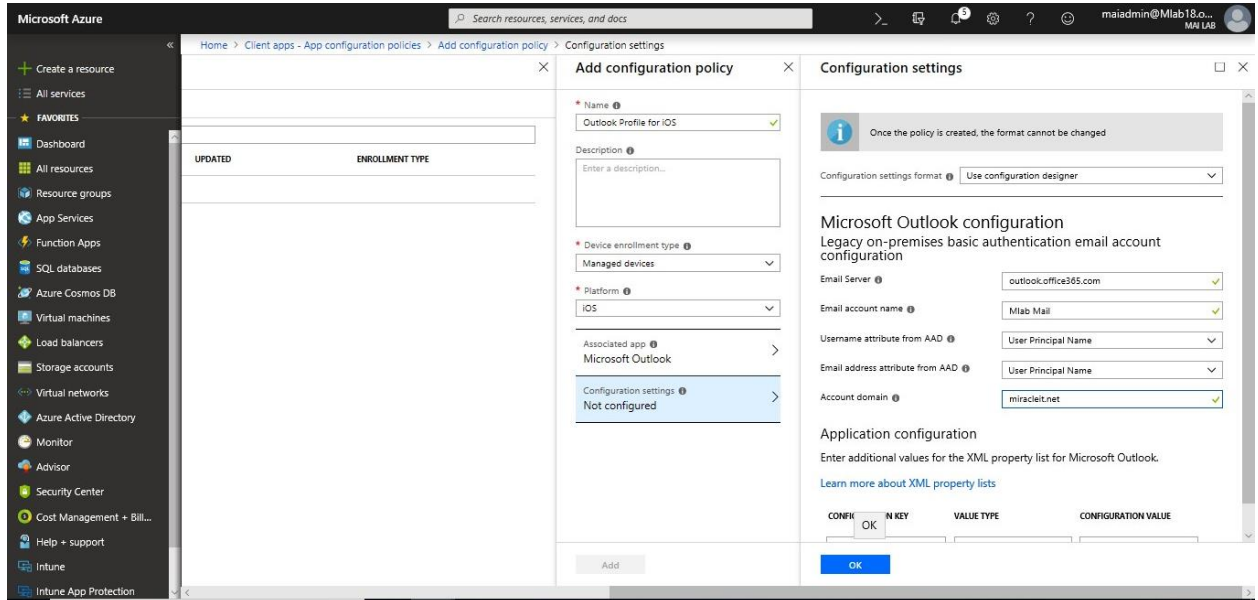 Microsoft Azure
Search resources, services, and docs
5
maiadmin@Mlab18.o...
MAI LAB
Home > Client apps - App configuration policies > Add configuration policy > Configuration settings
Create a resource
All services
FAVORITES
Dashboard
All resources
Resource groups
App Services
Function Apps
SQL databases
Azure Cosmos DB
Virtual machines
Load balancers
Storage accounts
Virtual networks
Azure Active Directory
Monitor
Advisor
Security Center
Cost Management + Bill...
Help + support
Intune
Intune App Protection
UPDATED ENROLLMENT TYPE
Add configuration policy
* Name
Outlook Profile for iOS
Description
Enter a description...
* Device enrollment type
Managed devices
* Platform
iOS
Associated app
Microsoft Outlook
Configuration settings
Not configured
Add
Configuration settings
Once the policy is created, the format cannot be changed
Configuration settings format Use configuration designer
Microsoft Outlook configuration
Legacy on-premises basic authentication email account
configuration
Email Server outlook.office365.com
Email account name Mlab Mail
Username attribute from AAD User Principal Name
Email address attribute from AAD User Principal Name
Account domain miracleit.net
Application configuration
Enter additional values for the XML property list for Microsoft Outlook.
Learn more about XML property lists
KEY VALUE TYPE CONFIGURATION VALUE
OK
OK